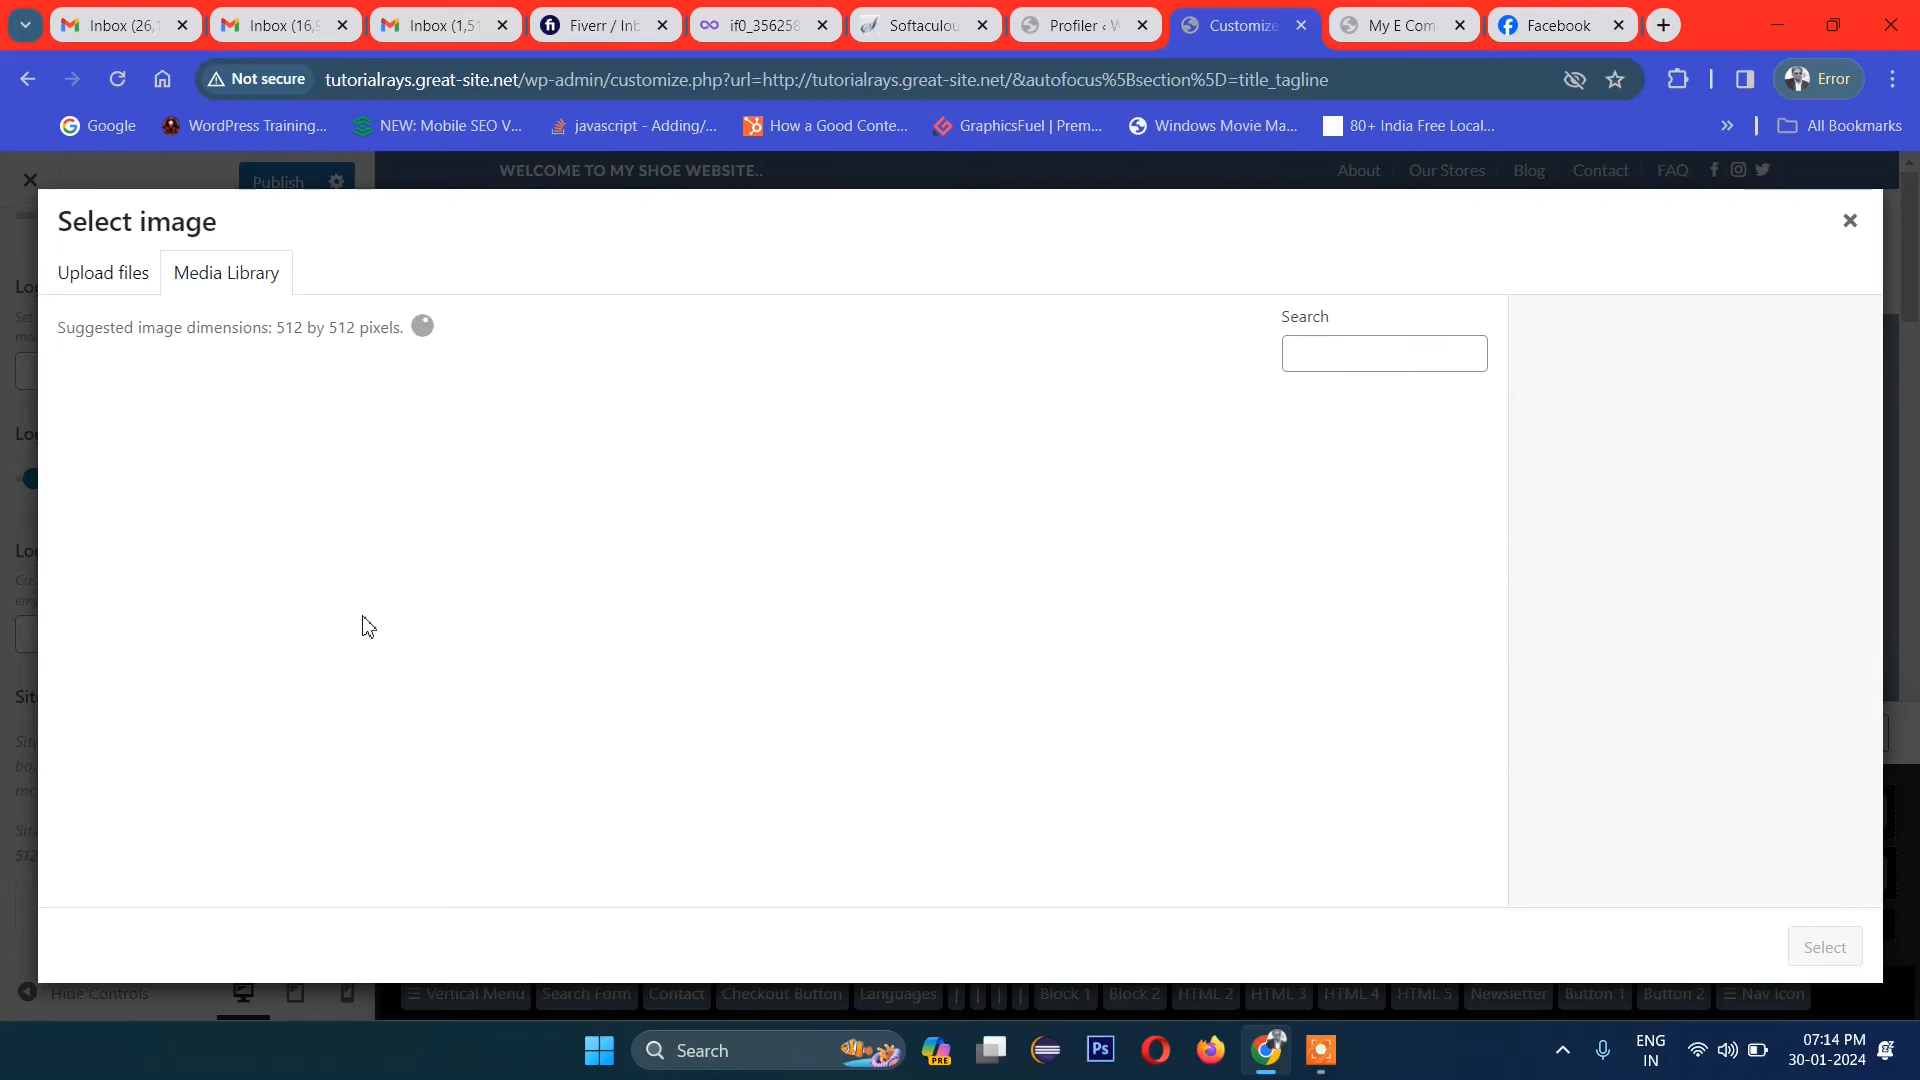 Inbox (26,
Inbox (16,9
Inbox (1,51
Fiverr / Inb
if0_356258
Softaculou
Profiler ‹ W
Customize
My E Com
Facebook
Not secure
tutorialrays.great-site.net/wp-admin/customize.php?url=http://tutorialrays.great-site.net/&autofocus%5Bsection%5D=title_tagline
Error
Google
WordPress Training...
NEW: Mobile SEO V...
javascript - Adding/...
How a Good Conte...
GraphicsFuel | Prem...
Windows Movie Ma...
80+ India Free Local...
All Bookmarks
Publish
WELCOME TO MY SHOE WEBSITE..
About
Our Stores
Blog
Contact
FAQ
Select image
Upload files
Media Library
Suggested image dimensions: 512 by 512 pixels.
Search
Select
Hide Controls
Vertical Menu
Search Form
Contact
Checkout Button
Languages
|
|
|
|
Block 1
Block 2
HTML 2
HTML 3
HTML 4
HTML 5
Newsletter
Button 1
Button 2
Nav Icon
Search
PRE
Ps
ENG
IN
07:14 PM
30-01-2024